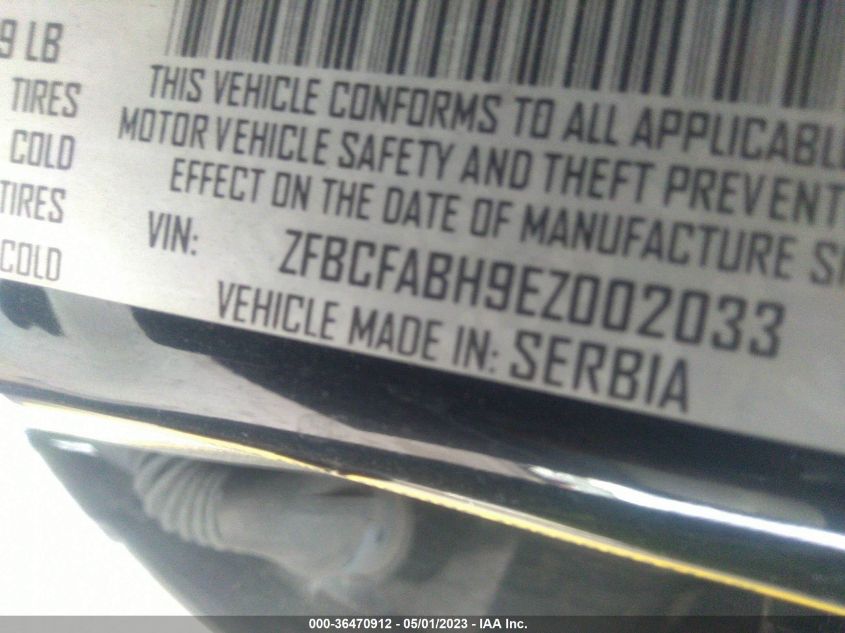 9 LB
TIRES
COLD
TIRES
COLD
THIS VEHICLE CONFORMS TO ALL APPLICABL
MOTOR VEHICLE SAFETY AND THEFT PREVENT
EFFECT ON THE DATE OF MANUFACTURE S
VIN: ZFBCFABH9EZ002033
VEHICLE MADE IN: SERBIA
000-36470912 - 05/01/2023 - IAA Inc.